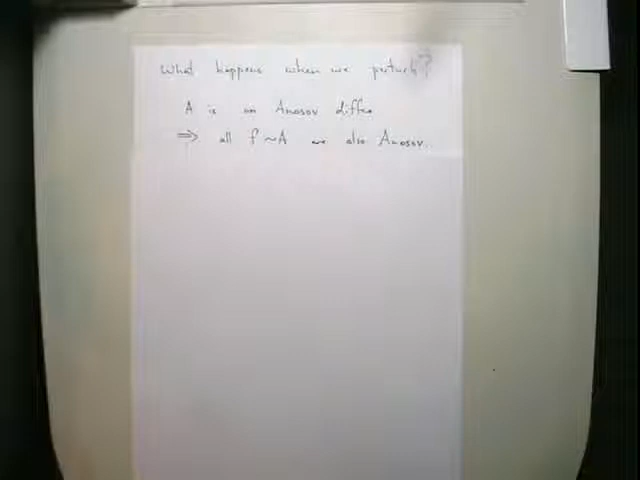 What happens when we perturb?
A is an Anosov diffeo
⇒ all f ~ A are also Anosov.